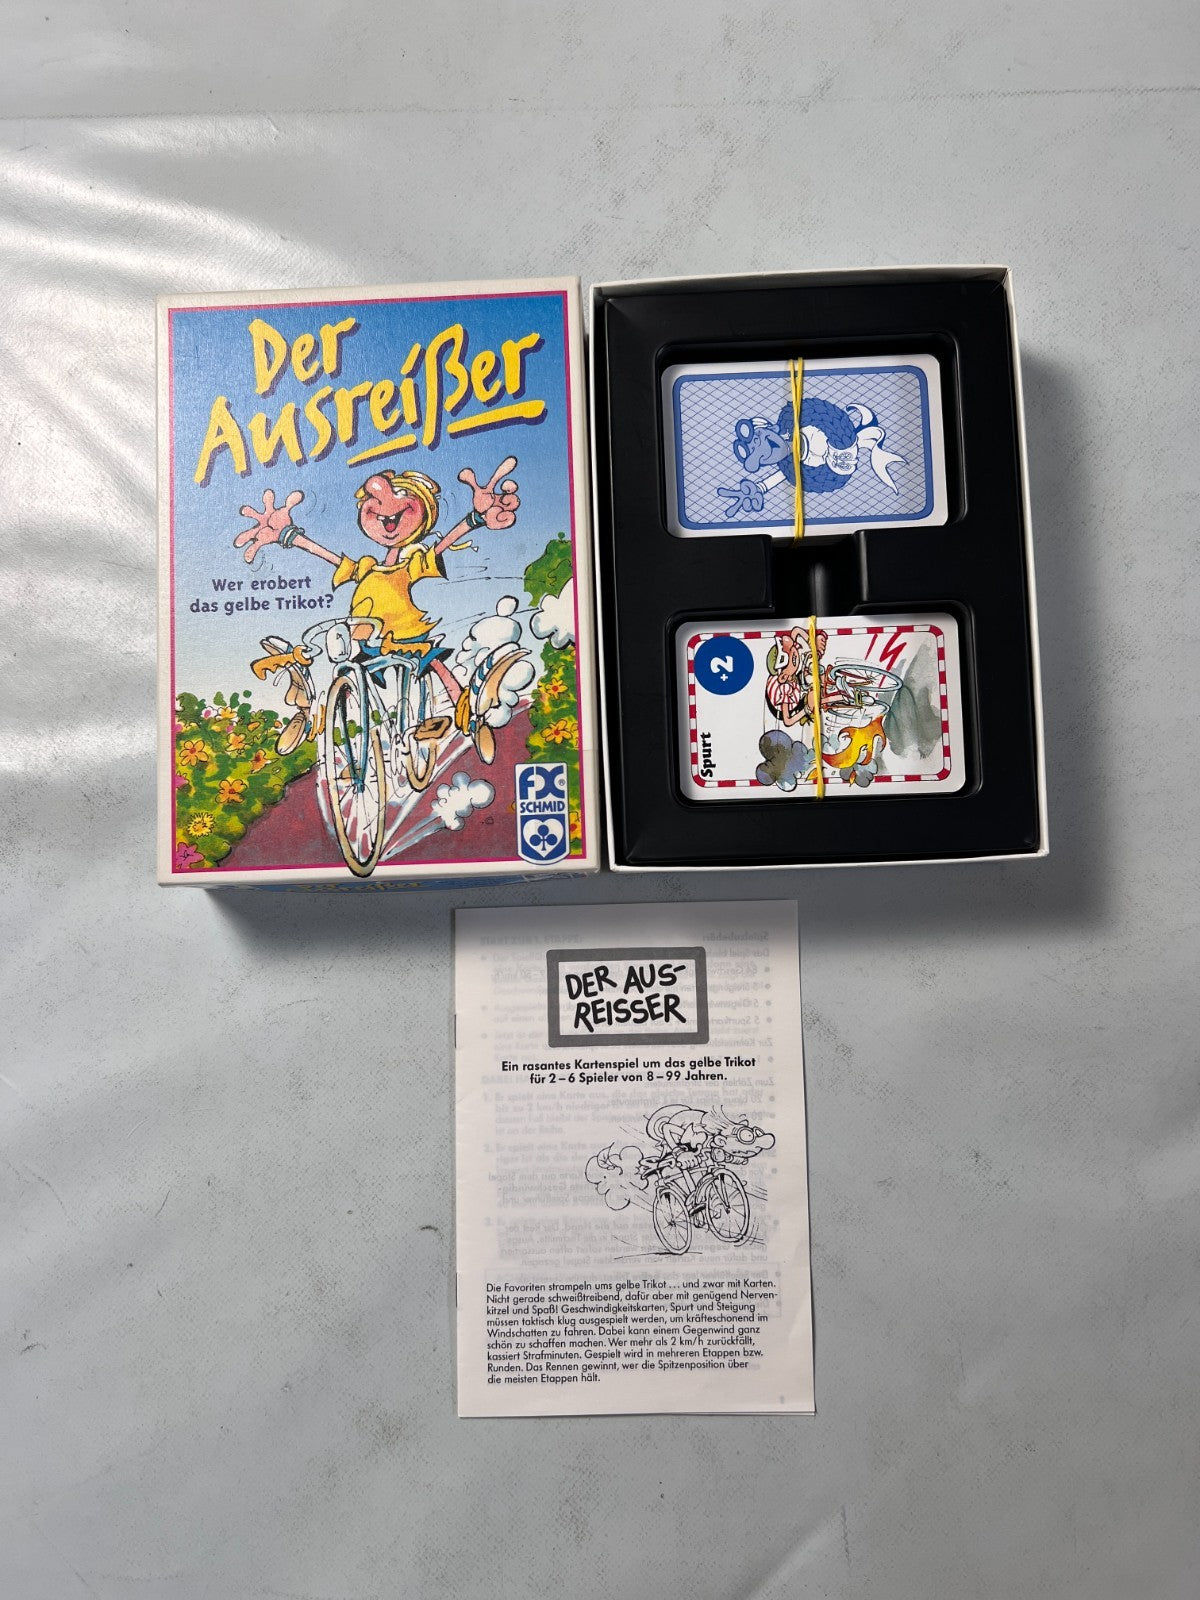 Der
Ausreißer
Wer erobert
das gelbe Trikot?
FX®
SCHMID
+2
Spurt
DER AUS-
REISSER
Ein rasantes Kartenspiel um das gelbe Trikot
für 2–6 Spieler von 8–99 Jahren.
Die Favoriten strampeln ums gelbe Trikot ... und zwar mit Karten.
Nicht gerade schweißtreibend, dafür aber mit genügend Nerven-
kitzel und Spaß! Geschwindigkeitskarten, Spurt und Steigung
müssen taktisch klug ausgespielt werden, um kräfteschonend im
Windschatten zu fahren. Dabei kann einem Gegenwind ganz
schön zu schaffen machen. Wer mehr als 2 km/h zurückfällt,
kassiert Strafminuten. Gespielt wird in mehreren Etappen bzw.
Runden. Das Rennen gewinnt, wer die Spitzenposition über
die meisten Etappen hält.